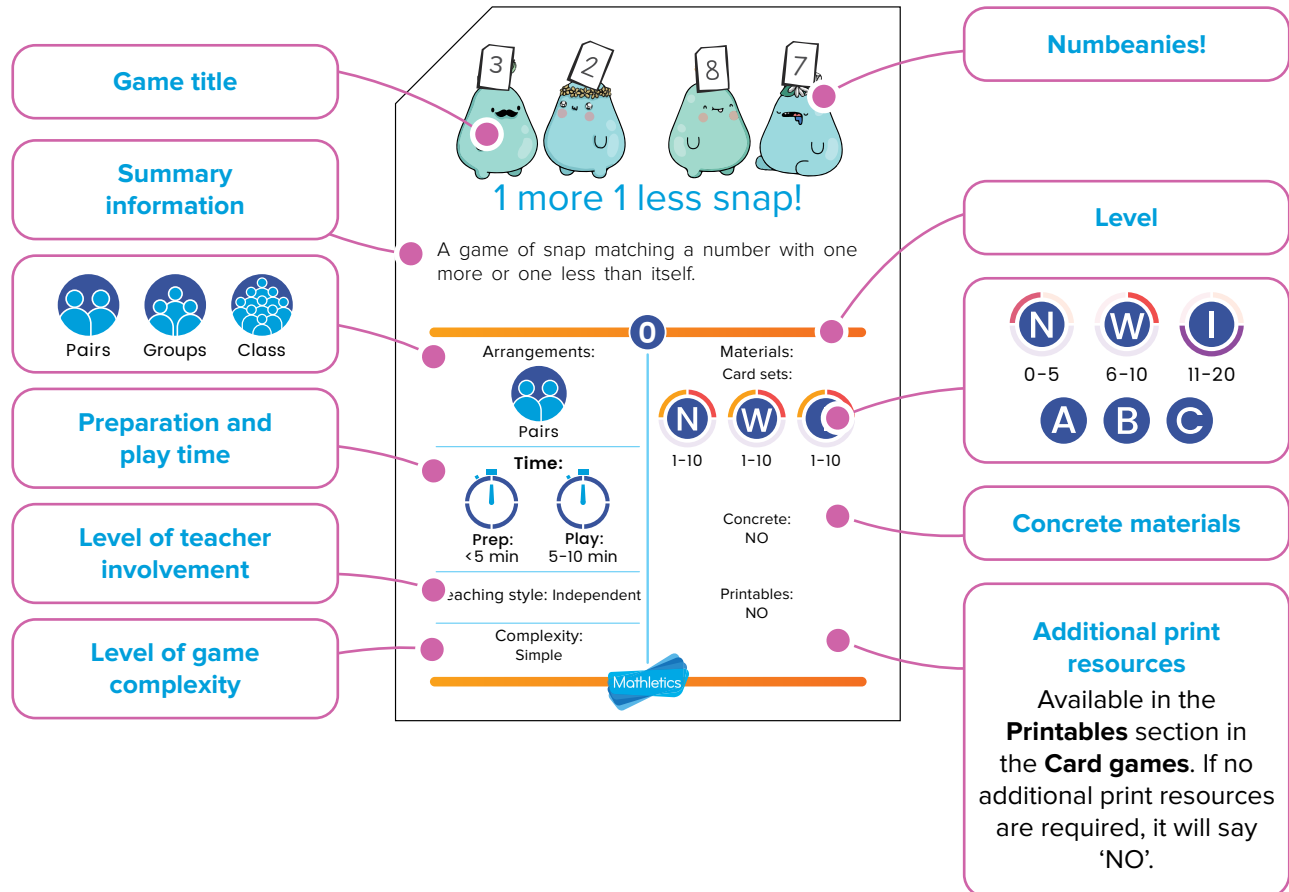 Game title
Summary
information
Pairs
Groups
Class
Preparation and
play time
Level of teacher
involvement
Level of game
complexity
3
2
8
7
1 more 1 less snap!
A game of snap matching a number with one
more or one less than itself.
0
Arrangements:
Pairs
Time:
Prep:
<5 min
Play:
5-10 min
eaching style: Independent
Complexity:
Simple
Materials:
Card sets:
N
W
1-10
1-10
1-10
Concrete:
NO
Printables:
NO
Mathletics
Numbeanies!
Level
N
W
I
0-5
6-10
11-20
A
B
C
Concrete materials
Additional print
resources
Available in the
Printables section in
the Card games. If no
additional print resources
are required, it will say
‘NO’.